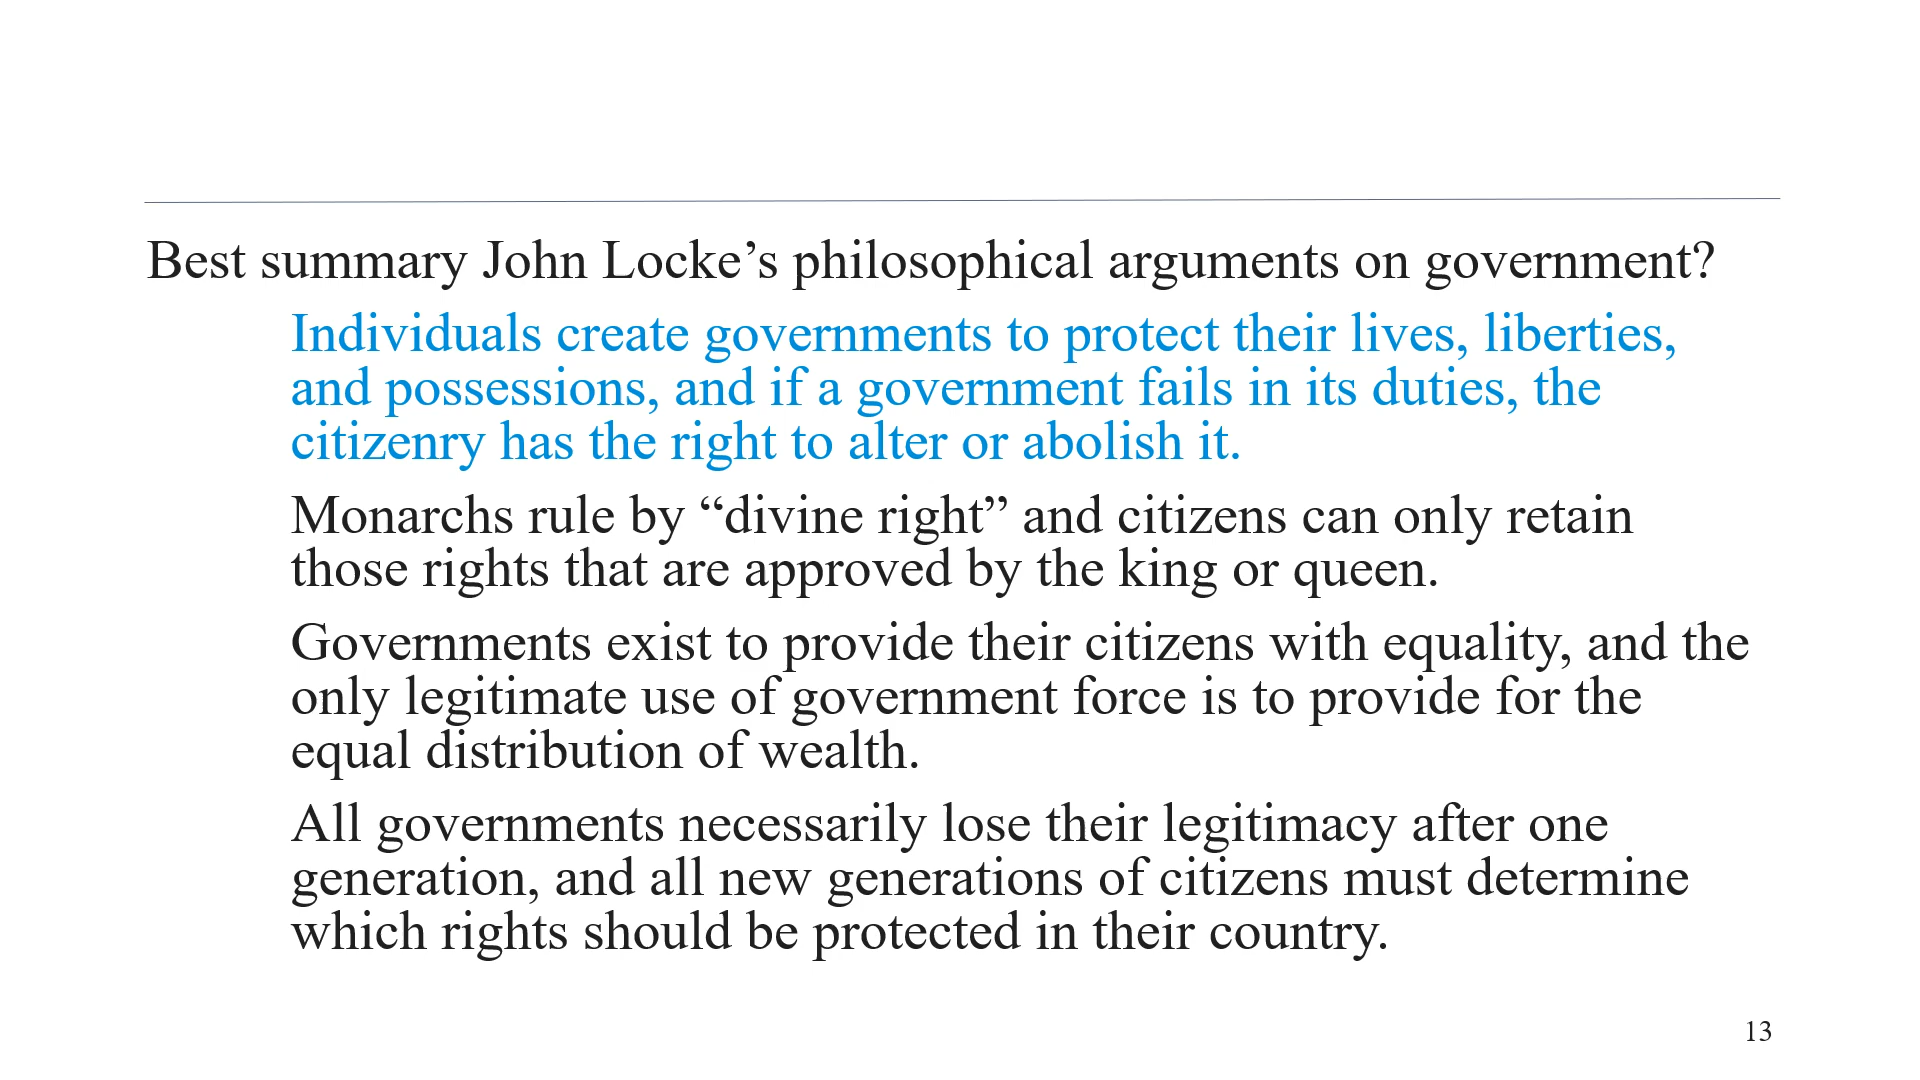 Best summary John Locke’s philosophical arguments on government?
Individuals create governments to protect their lives, liberties,
and possessions, and if a government fails in its duties, the
citizenry has the right to alter or abolish it.
Monarchs rule by “divine right” and citizens can only retain
those rights that are approved by the king or queen.
Governments exist to provide their citizens with equality, and the
only legitimate use of government force is to provide for the
equal distribution of wealth.
All governments necessarily lose their legitimacy after one
generation, and all new generations of citizens must determine
which rights should be protected in their country.
13